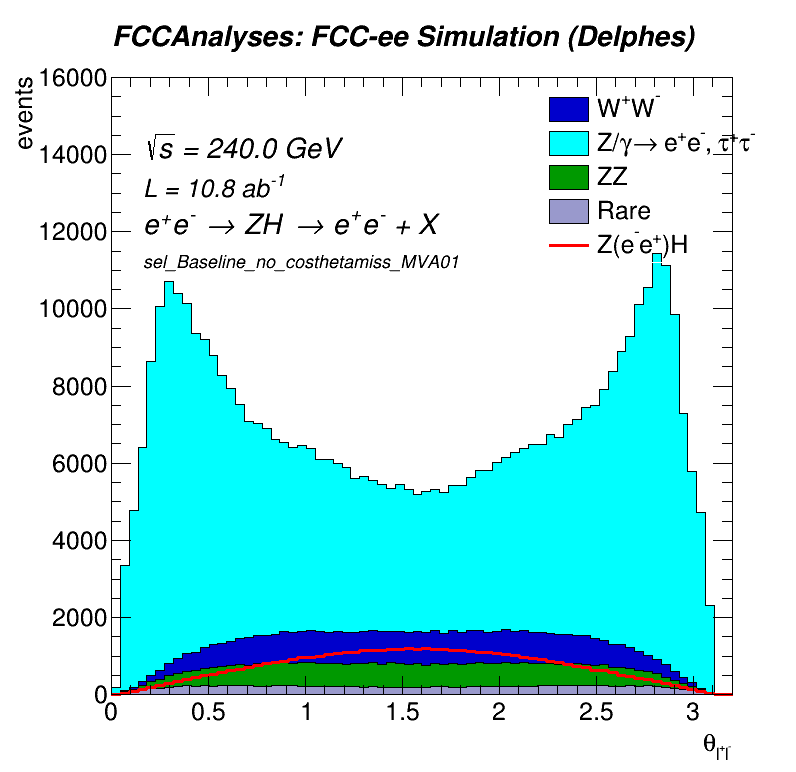 FCCAnalyses: FCC-ee Simulation (Delphes)
events
16000
14000
12000
10000
8000
6000
4000
2000
0
√s = 240.0 GeV
L = 10.8 ab⁻¹
e⁺e⁻ → ZH → e⁺e⁻ + X
sel_Baseline_no_costhetamiss_MVA01
W⁺W⁻
Z/γ→ e⁺e⁻, τ⁺τ⁻
ZZ
Rare
Z(e⁻e⁺)H
0 0.5 1 1.5 2 2.5 3
θ_l⁺l⁻